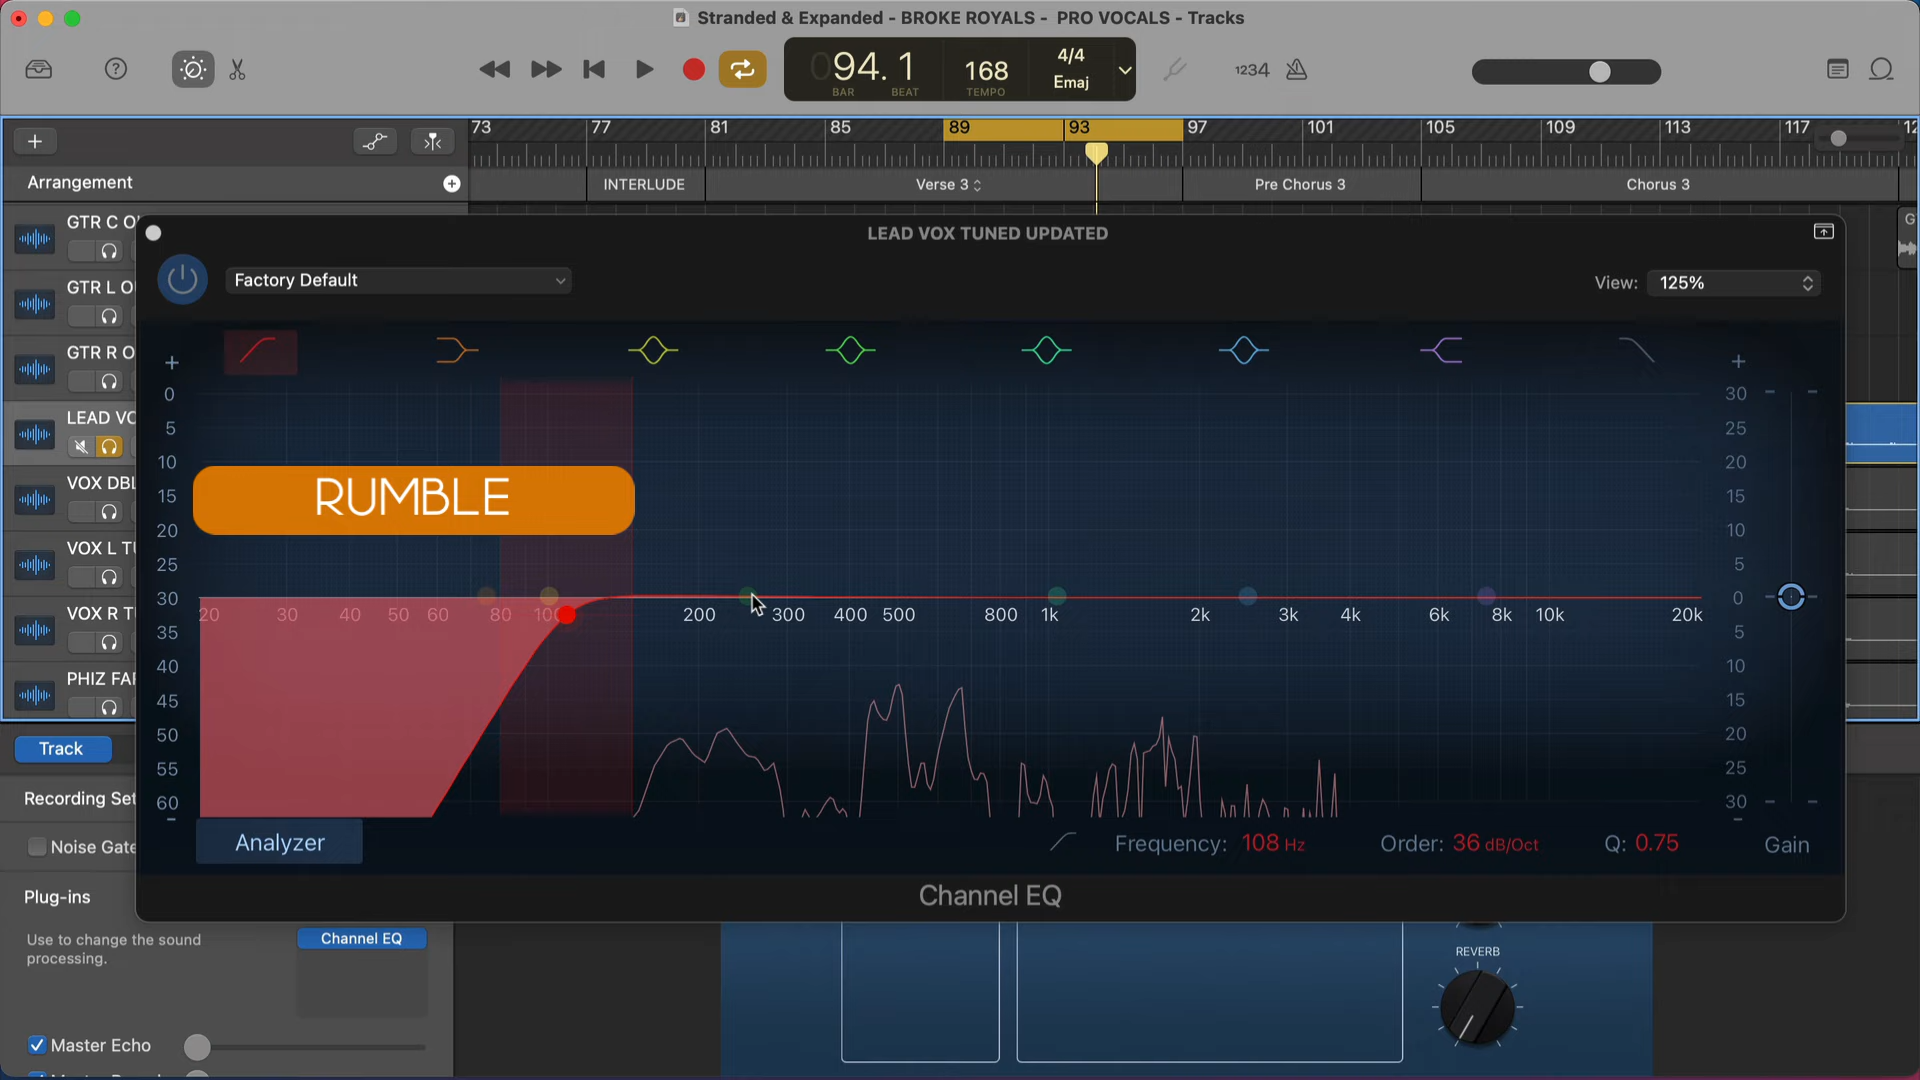 Stranded & Expanded - BROKE ROYALS - PRO VOCALS - Tracks
094. 1
BAR BEAT
168
TEMPO
4/4
Emaj
1234
73 77 81 85 89 93 97 101 105 109 113 117 12
Arrangement
INTERLUDE Verse 3 Pre Chorus 3 Chorus 3
GTR C O
GTR L O
GTR R O
LEAD VO
VOX DBL
VOX L T
VOX R T
PHIZ FA
G
LEAD VOX TUNED UPDATED
Factory Default
View: 125%
+ +
0 30
5 25
10 20
RUMBLE
15 15
20 10
25 5
30 0
20 30 40 50 60 80 100 200 300 400 500 800 1k 2k 3k 4k 6k 8k 10k 20k
35 5
40 10
45 15
50 20
55 25
60 30
- -
Analyzer
Frequency: 108 Hz
Order: 36 dB/Oct
Q: 0.75
Gain
Channel EQ
Track
Recording Set
Noise Gate
Plug-ins
Use to change the sound
processing.
Channel EQ
Master Echo
REVERB